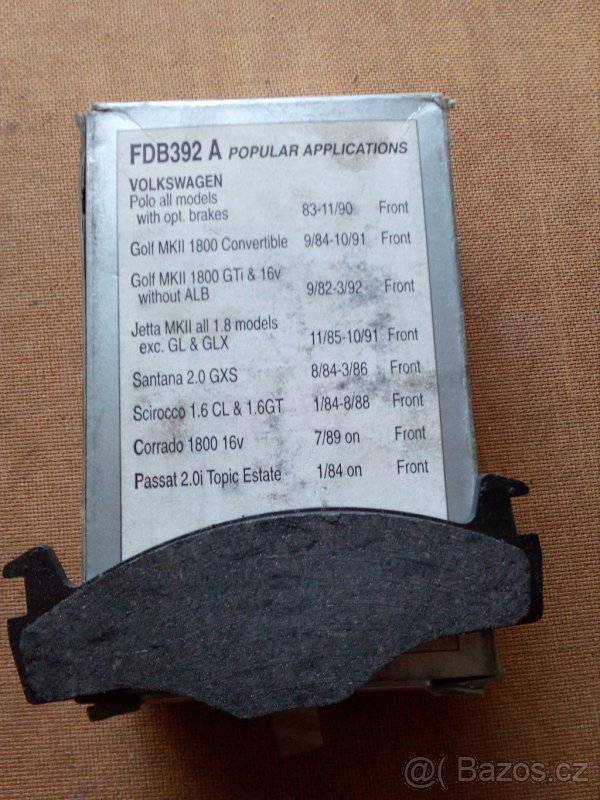 FDB392 A POPULAR APPLICATIONS
VOLKSWAGEN
Polo all models
with opt. brakes 83-11/90 Front
Golf MKII 1800 Convertible 9/84-10/91 Front
Golf MKII 1800 GTi & 16v
without ALB 9/82-3/92 Front
Jetta MKII all 1.8 models
exc. GL & GLX 11/85-10/91 Front
Santana 2.0 GXS 8/84-3/86 Front
Scirocco 1.6 CL & 1.6GT 1/84-8/88 Front
Corrado 1800 16v 7/89 on Front
Passat 2.0i Topic Estate 1/84 on Front
Bazos.cz